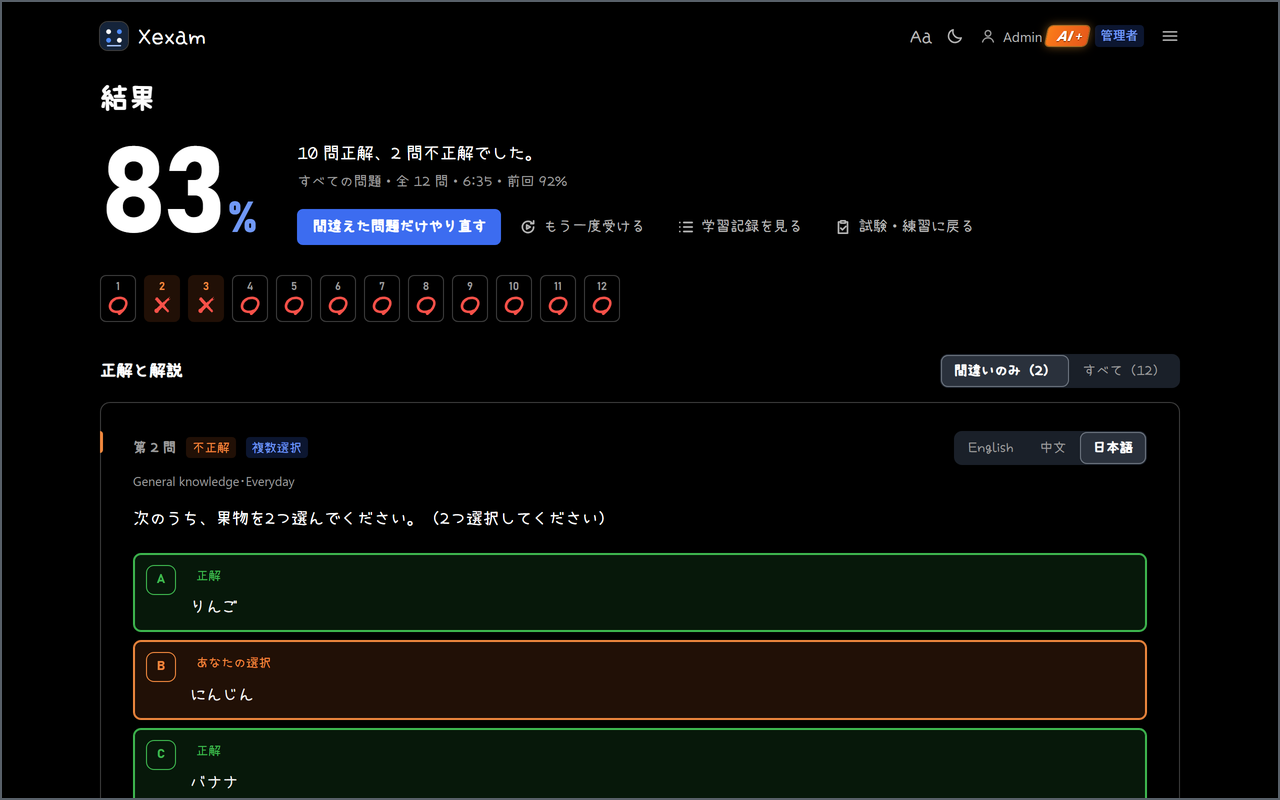 Xexam
Aa Admin AI+ 管理者
結果
83%
10 問正解、2 問不正解でした。
すべての問題・全 12 問・6:35・前回 92%
間違えた問題だけやり直す もう一度受ける 学習記録を見る 試験・練習に戻る
1 2 3 4 5 6 7 8 9 10 11 12
正解と解説
間違いのみ（2） すべて（12）
第 2 問 不正解 複数選択
English 中文 日本語
General knowledge・Everyday
次のうち、果物を2つ選んでください。（2つ選択してください）
A 正解
りんご
B あなたの選択
にんじん
C 正解
バナナ